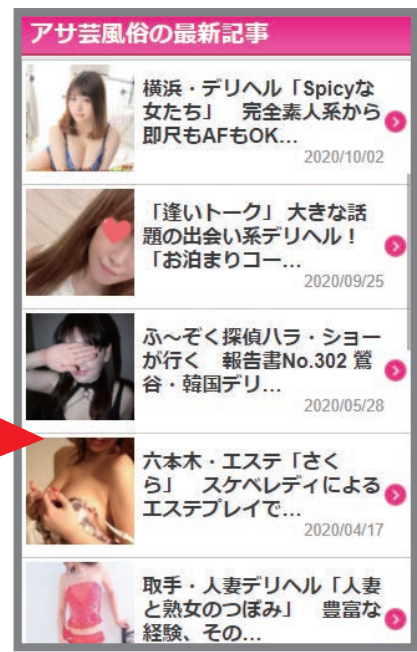 アサ芸風俗の最新記事
横浜・デリヘル「Spicyな
女たち」　完全素人系から
即尺もAFもOK…
2020/10/02
「逢いトーク」 大きな話
題の出会い系デリヘル！
「お泊まりコー…
2020/09/25
ふ～ぞく探偵ハラ・ショー
が行く　報告書No.302 鶯
谷・韓国デリ…
2020/05/28
六本木・エステ「さく
ら」　スケベレディによる
エステプレイで…
2020/04/17
取手・人妻デリヘル「人妻
と熟女のつぼみ」　豊富な
経験、その…